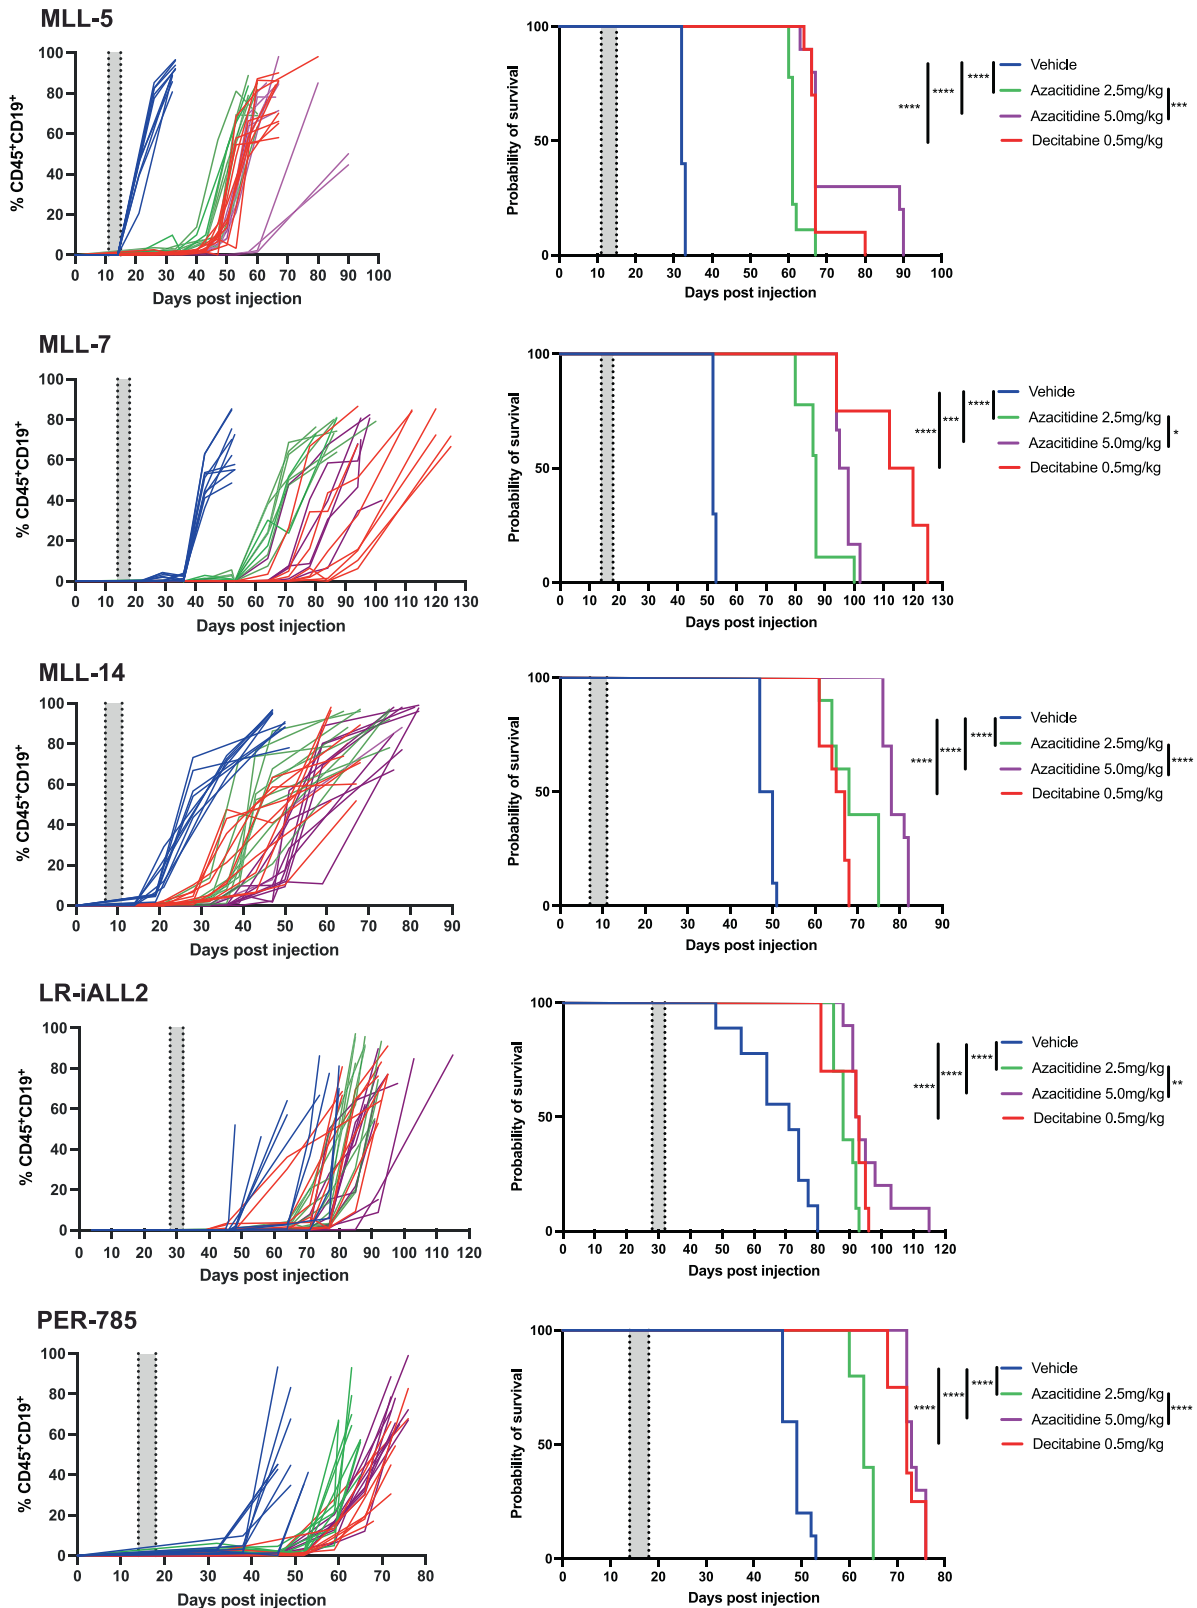 MLL-5
% CD45+CD19+
100
80
60
40
20
0
0 10 20 30 40 50 60 70 80 90 100
Days post injection
Probability of survival
100
50
0
0 10 20 30 40 50 60 70 80 90 100
Days post injection
**** **** **** ****
Vehicle
Azacitidine 2.5mg/kg
Azacitidine 5.0mg/kg
Decitabine 0.5mg/kg
***
MLL-7
% CD45+CD19+
100
80
60
40
20
0
0 10 20 30 40 50 60 70 80 90 100 110 120 130
Days post injection
Probability of survival
100
50
0
0 10 20 30 40 50 60 70 80 90 100 110 120 130
Days post injection
**** *** ****
Vehicle
Azacitidine 2.5mg/kg
Azacitidine 5.0mg/kg
Decitabine 0.5mg/kg
*
MLL-14
% CD45+CD19+
100
80
60
40
20
0
0 10 20 30 40 50 60 70 80 90
Days post injection
Probability of survival
100
50
0
0 10 20 30 40 50 60 70 80 90
Days post injection
**** **** ****
Vehicle
Azacitidine 2.5mg/kg
Azacitidine 5.0mg/kg
Decitabine 0.5mg/kg
****
LR-iALL2
% CD45+CD19+
100
80
60
40
20
0
0 10 20 30 40 50 60 70 80 90 100 110 120
Days post injection
Probability of survival
100
50
0
0 10 20 30 40 50 60 70 80 90 100 110 120
Days post injection
**** **** ****
Vehicle
Azacitidine 2.5mg/kg
Azacitidine 5.0mg/kg
Decitabine 0.5mg/kg
**
PER-785
% CD45+CD19+
100
80
60
40
20
0
0 10 20 30 40 50 60 70 80
Days post injection
Probability of survival
100
50
0
0 10 20 30 40 50 60 70 80
Days post injection
**** **** ****
Vehicle
Azacitidine 2.5mg/kg
Azacitidine 5.0mg/kg
Decitabine 0.5mg/kg
****